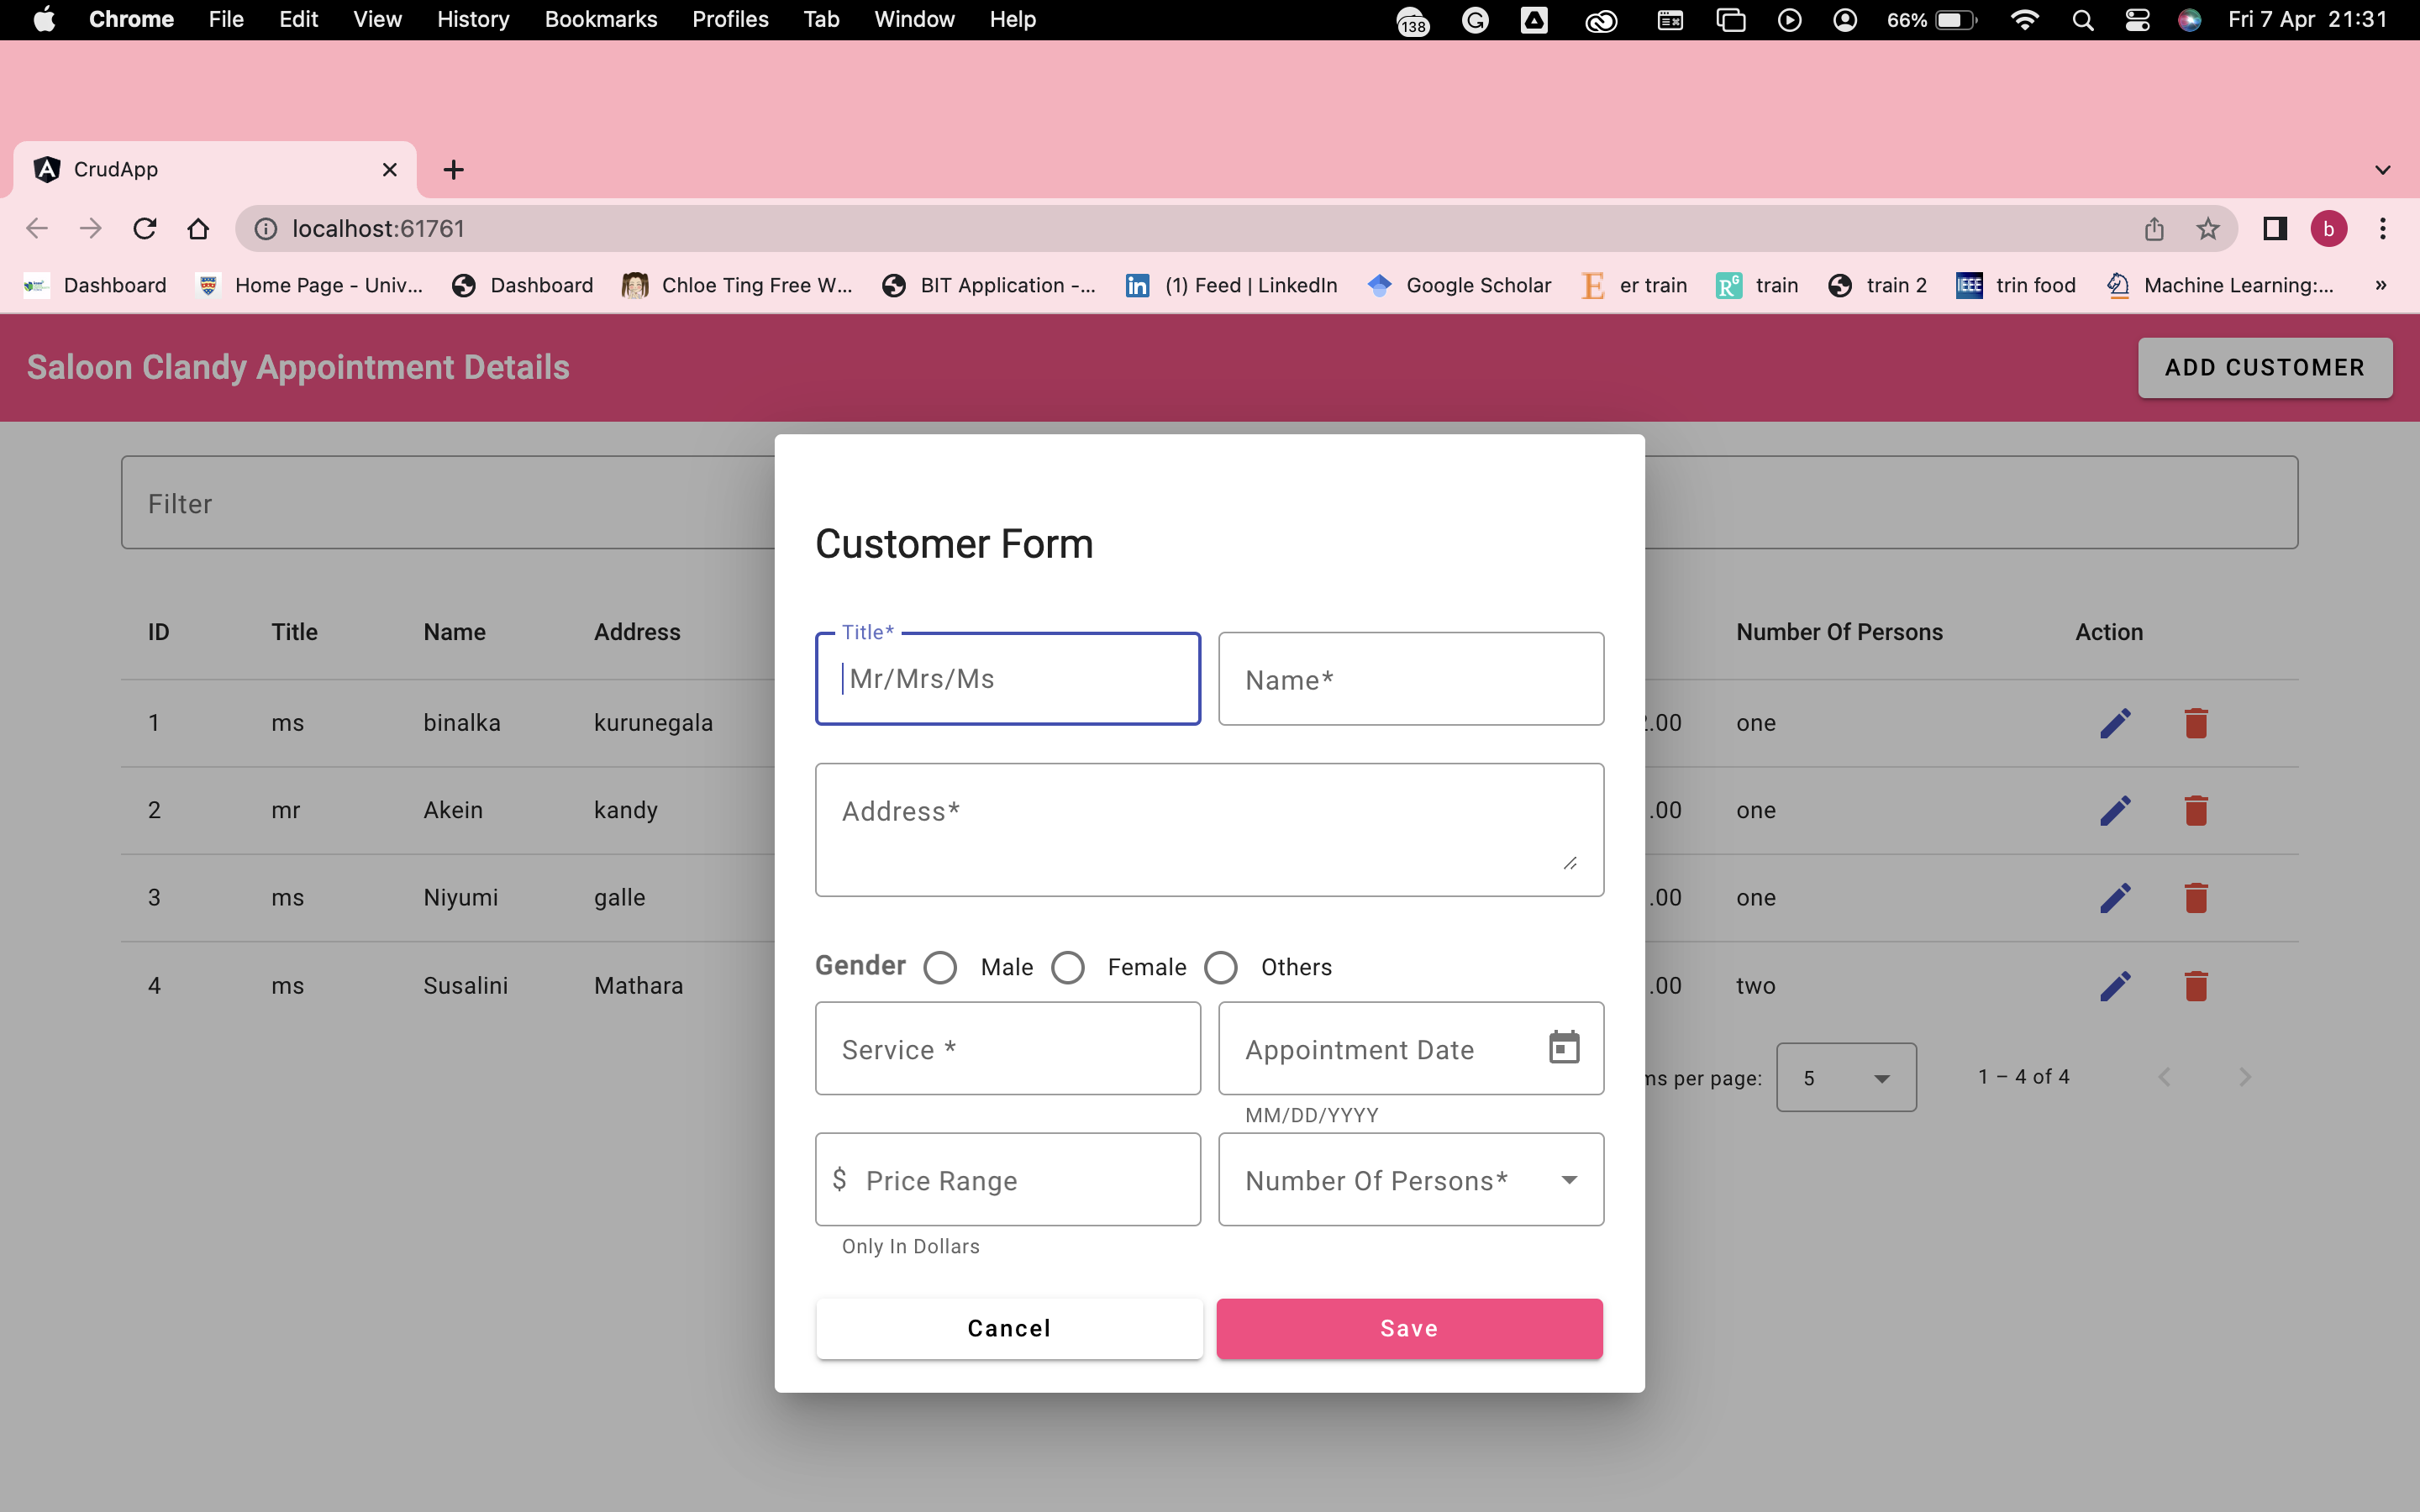 Chrome File Edit View History Bookmarks Profiles Tab Window Help 138 66% Fri 7 Apr 21:31
CrudApp
localhost:61761 b
Dashboard Home Page - Univ... Dashboard Chloe Ting Free W... BIT Application -... (1) Feed | LinkedIn Google Scholar er train train train 2 IEEE trin food Machine Learning:... »
Saloon Clandy Appointment Details ADD CUSTOMER
Filter
Customer Form
ID Title Name Address Number Of Persons Action
Title*
Mr/Mrs/Ms Name*
1 ms binalka kurunegala .00 one
2 mr Akein kandy .00 one
Address*
3 ms Niyumi galle .00 one
Gender Male Female Others
4 ms Susalini Mathara .00 two
Service * Appointment Date
ms per page: 5 1 – 4 of 4
MM/DD/YYYY
$ Price Range Number Of Persons*
Only In Dollars
Cancel Save